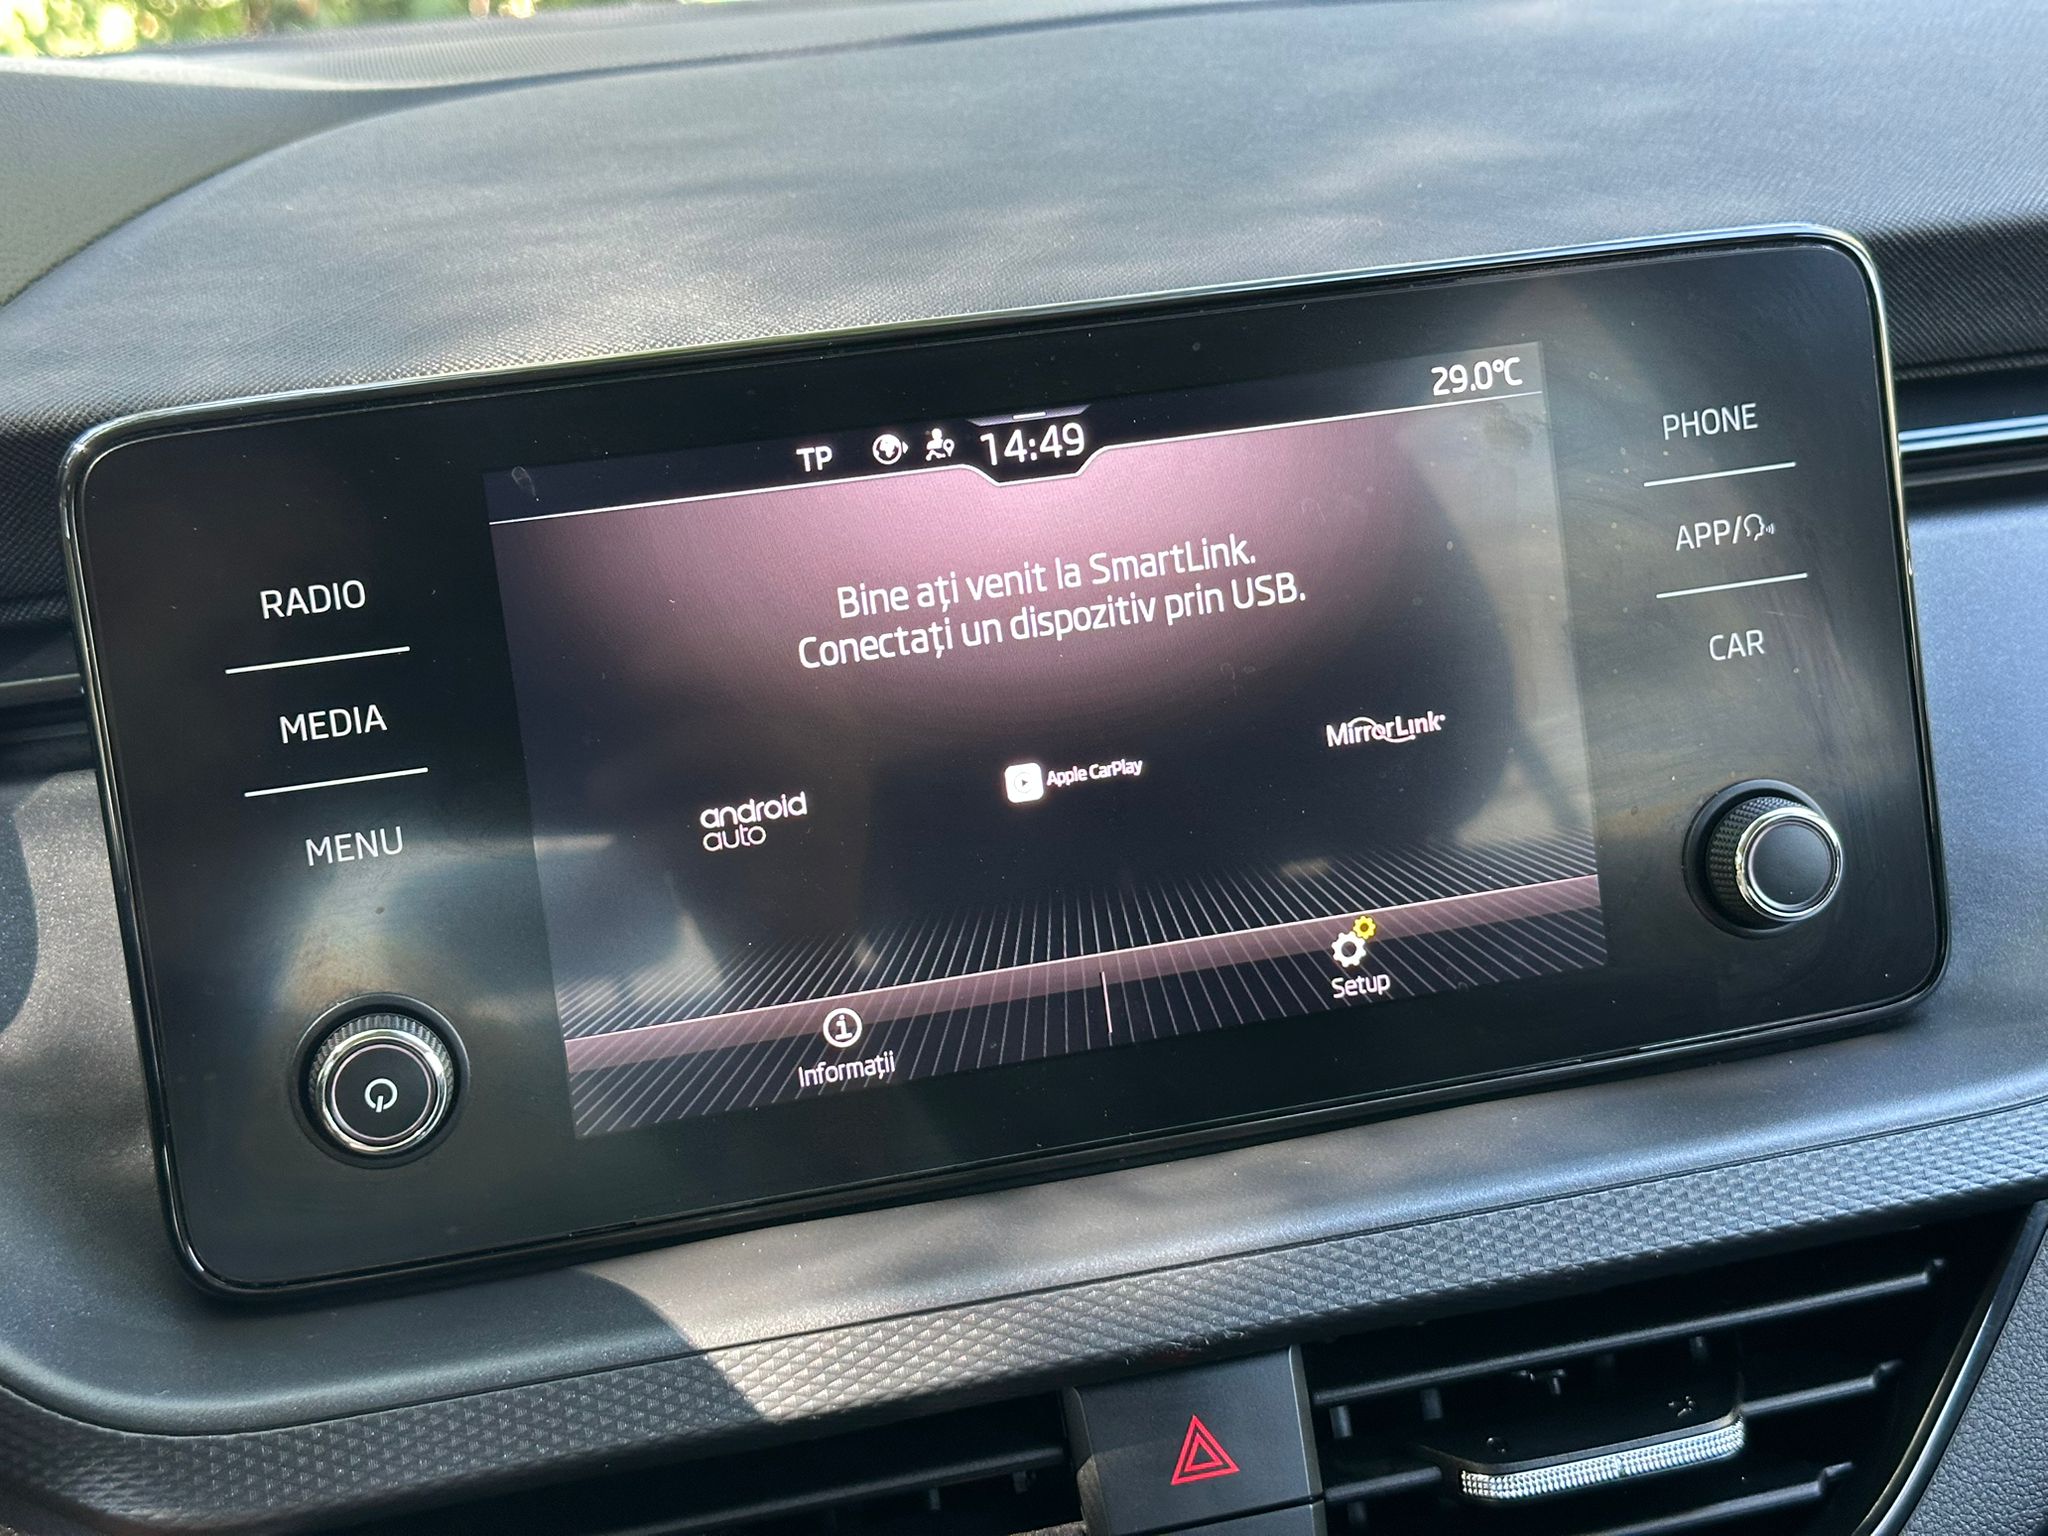 29.0°C
TP 14:49
PHONE
Bine ați venit la SmartLink.
Conectați un dispozitiv prin USB.
RADIO
APP/
CAR
MEDIA
MirrorLink
Apple CarPlay
android
auto
MENU
Setup
Informații